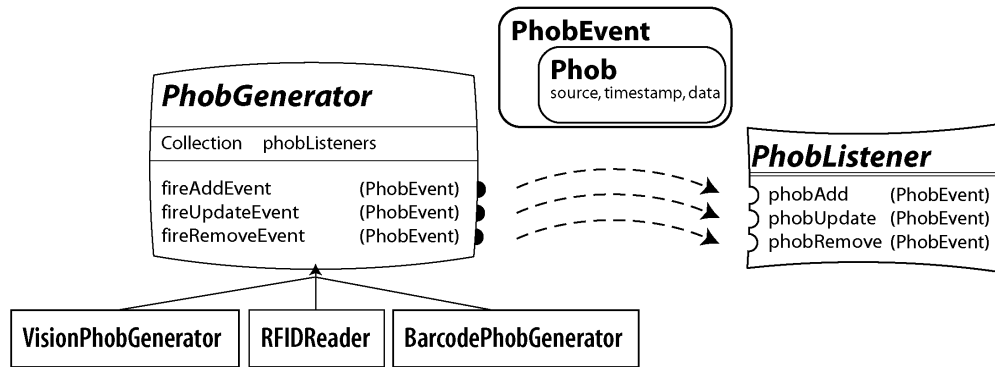 PhobEvent
Phob
source, timestamp, data
PhobGenerator
Collection phobListeners
fireAddEvent (PhobEvent)
fireUpdateEvent (PhobEvent)
fireRemoveEvent (PhobEvent)
PhobListener
phobAdd (PhobEvent)
phobUpdate (PhobEvent)
phobRemove (PhobEvent)
VisionPhobGenerator
RFIDReader
BarcodePhobGenerator